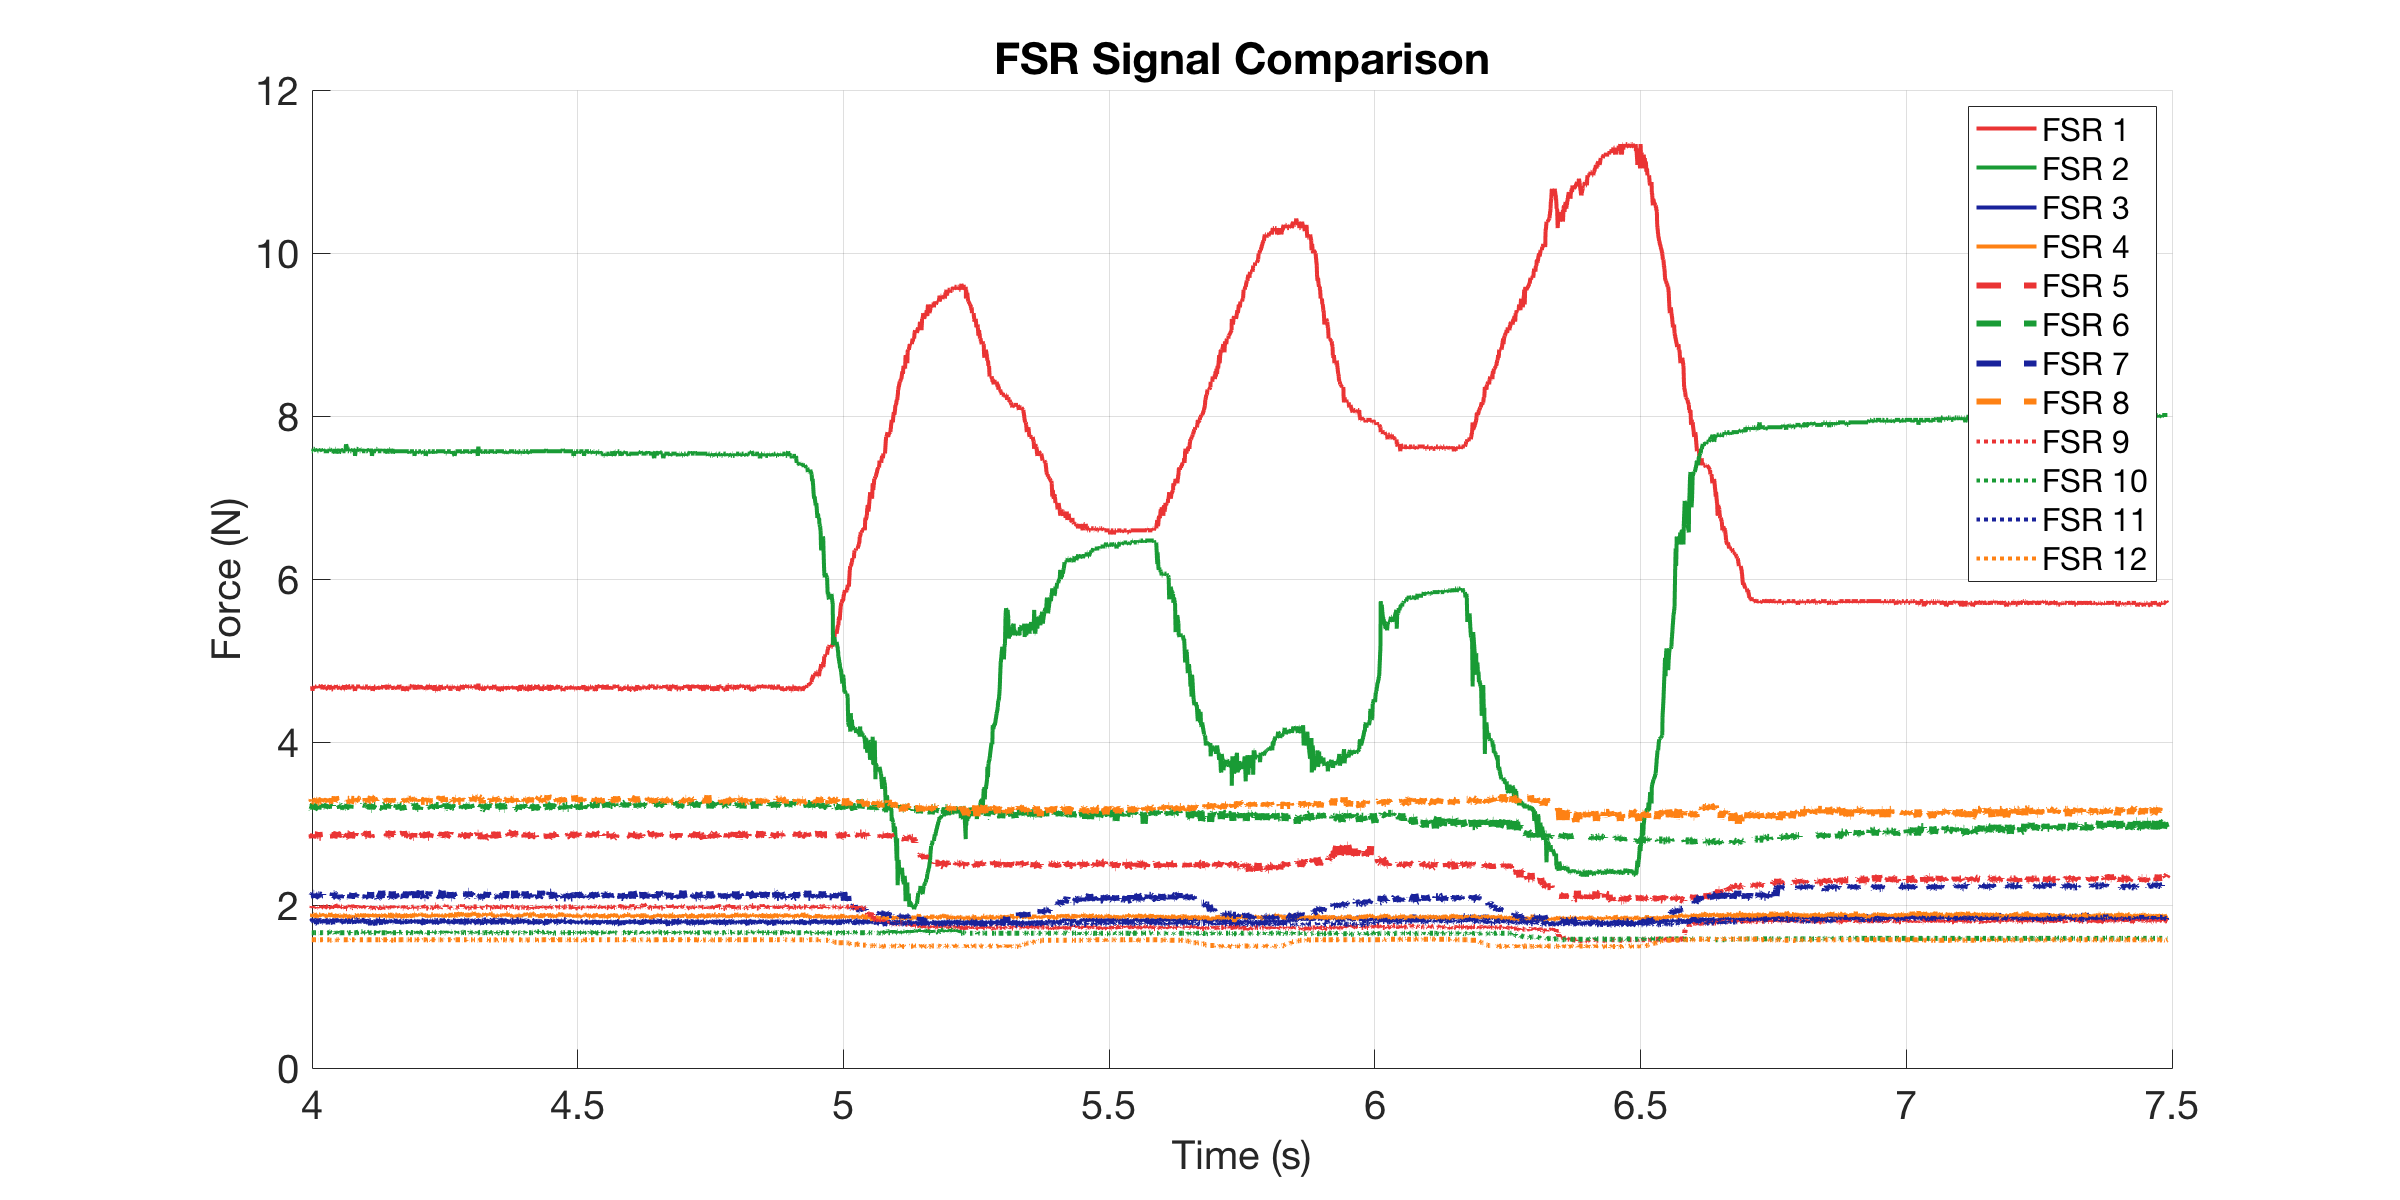 FSR Signal Comparison
12
10
8
6
4
2
0
Force (N)
FSR 1
FSR 2
FSR 3
FSR 4
FSR 5
FSR 6
FSR 7
FSR 8
FSR 9
FSR 10
FSR 11
FSR 12
4 4.5 5 5.5 6 6.5 7 7.5
Time (s)